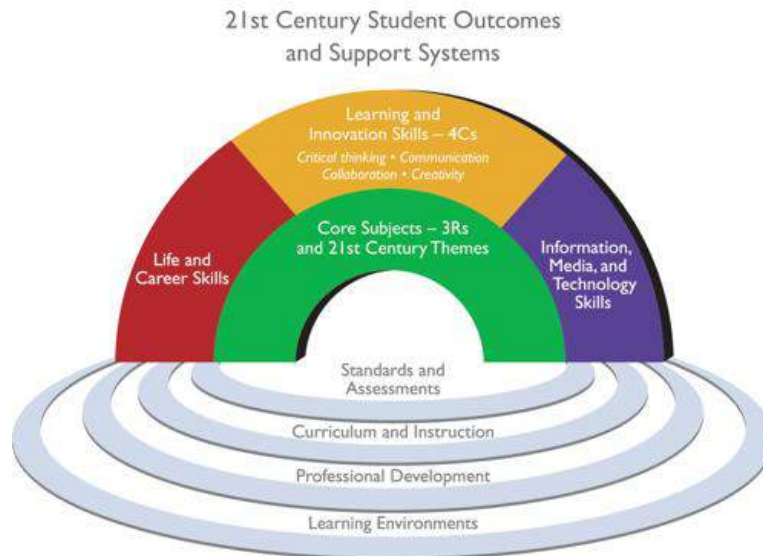 21st Century Student Outcomes
and Support Systems
Learning and
Innovation Skills – 4Cs
Critical thinking • Communication
Collaboration • Creativity
Core Subjects – 3Rs
and 21st Century Themes
Life and
Career Skills
Information,
Media, and
Technology
Skills
Standards and
Assessments
Curriculum and Instruction
Professional Development
Learning Environments